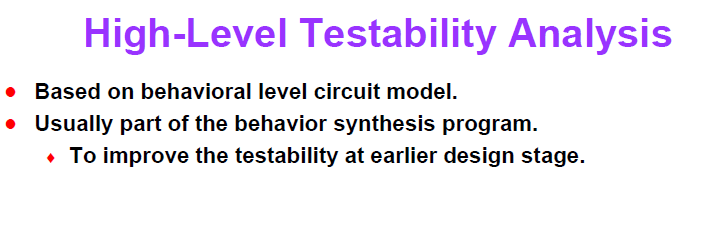 High-Level Testability Analysis
Based on behavioral level circuit model.
Usually part of the behavior synthesis program.
To improve the testability at earlier design stage.